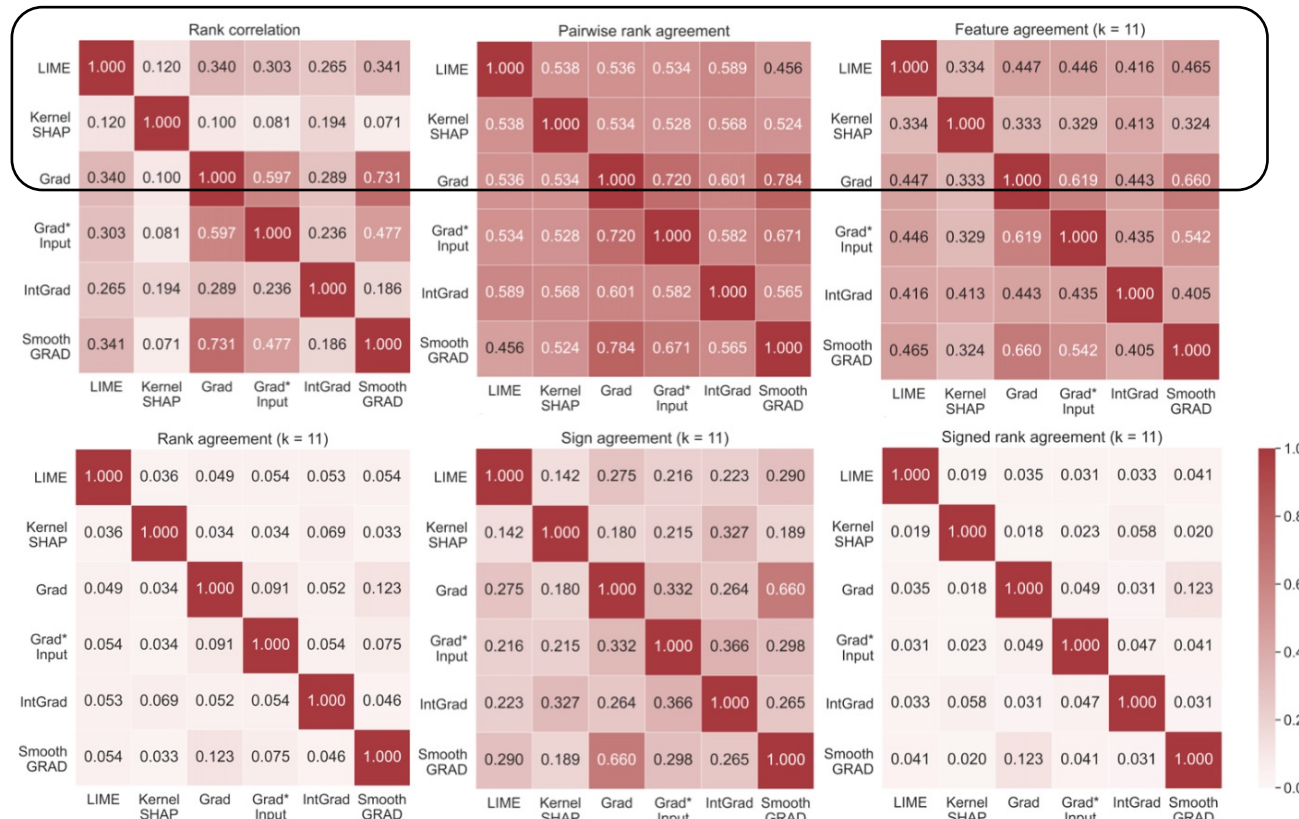 Rank correlation
LIME 1.000 0.120 0.340 0.303 0.265 0.341
Kernel
SHAP 0.120 1.000 0.100 0.081 0.194 0.071
Grad 0.340 0.100 1.000 0.597 0.289 0.731
Grad*
Input 0.303 0.081 0.597 1.000 0.236 0.477
IntGrad 0.265 0.194 0.289 0.236 1.000 0.186
Smooth
GRAD 0.341 0.071 0.731 0.477 0.186 1.000
LIME Kernel Grad Grad* IntGrad Smooth
SHAP Input GRAD
Pairwise rank agreement
LIME 1.000 0.538 0.536 0.534 0.589 0.456
Kernel
SHAP 0.538 1.000 0.534 0.528 0.568 0.524
Grad 0.536 0.534 1.000 0.720 0.601 0.784
Grad*
Input 0.534 0.528 0.720 1.000 0.582 0.671
IntGrad 0.589 0.568 0.601 0.582 1.000 0.565
Smooth
GRAD 0.456 0.524 0.784 0.671 0.565 1.000
LIME Kernel Grad Grad* IntGrad Smooth
SHAP Input GRAD
Feature agreement (k = 11)
LIME 1.000 0.334 0.447 0.446 0.416 0.465
Kernel
SHAP 0.334 1.000 0.333 0.329 0.413 0.324
Grad 0.447 0.333 1.000 0.619 0.443 0.660
Grad*
Input 0.446 0.329 0.619 1.000 0.435 0.542
IntGrad 0.416 0.413 0.443 0.435 1.000 0.405
Smooth
GRAD 0.465 0.324 0.660 0.542 0.405 1.000
LIME Kernel Grad Grad* IntGrad Smooth
SHAP Input GRAD
Rank agreement (k = 11)
LIME 1.000 0.036 0.049 0.054 0.053 0.054
Kernel
SHAP 0.036 1.000 0.034 0.034 0.069 0.033
Grad 0.049 0.034 1.000 0.091 0.052 0.123
Grad*
Input 0.054 0.034 0.091 1.000 0.054 0.075
IntGrad 0.053 0.069 0.052 0.054 1.000 0.046
Smooth
GRAD 0.054 0.033 0.123 0.075 0.046 1.000
LIME Kernel Grad Grad* IntGrad Smooth
SHAP Input GRAD
Sign agreement (k = 11)
LIME 1.000 0.142 0.275 0.216 0.223 0.290
Kernel
SHAP 0.142 1.000 0.180 0.215 0.327 0.189
Grad 0.275 0.180 1.000 0.332 0.264 0.660
Grad*
Input 0.216 0.215 0.332 1.000 0.366 0.298
IntGrad 0.223 0.327 0.264 0.366 1.000 0.265
Smooth
GRAD 0.290 0.189 0.660 0.298 0.265 1.000
LIME Kernel Grad Grad* IntGrad Smooth
SHAP Input GRAD
Signed rank agreement (k = 11)
LIME 1.000 0.019 0.035 0.031 0.033 0.041
Kernel
SHAP 0.019 1.000 0.018 0.023 0.058 0.020
Grad 0.035 0.018 1.000 0.049 0.031 0.123
Grad*
Input 0.031 0.023 0.049 1.000 0.047 0.041
IntGrad 0.033 0.058 0.031 0.047 1.000 0.031
Smooth
GRAD 0.041 0.020 0.123 0.041 0.031 1.000
LIME Kernel Grad Grad* IntGrad Smooth
SHAP Input GRAD